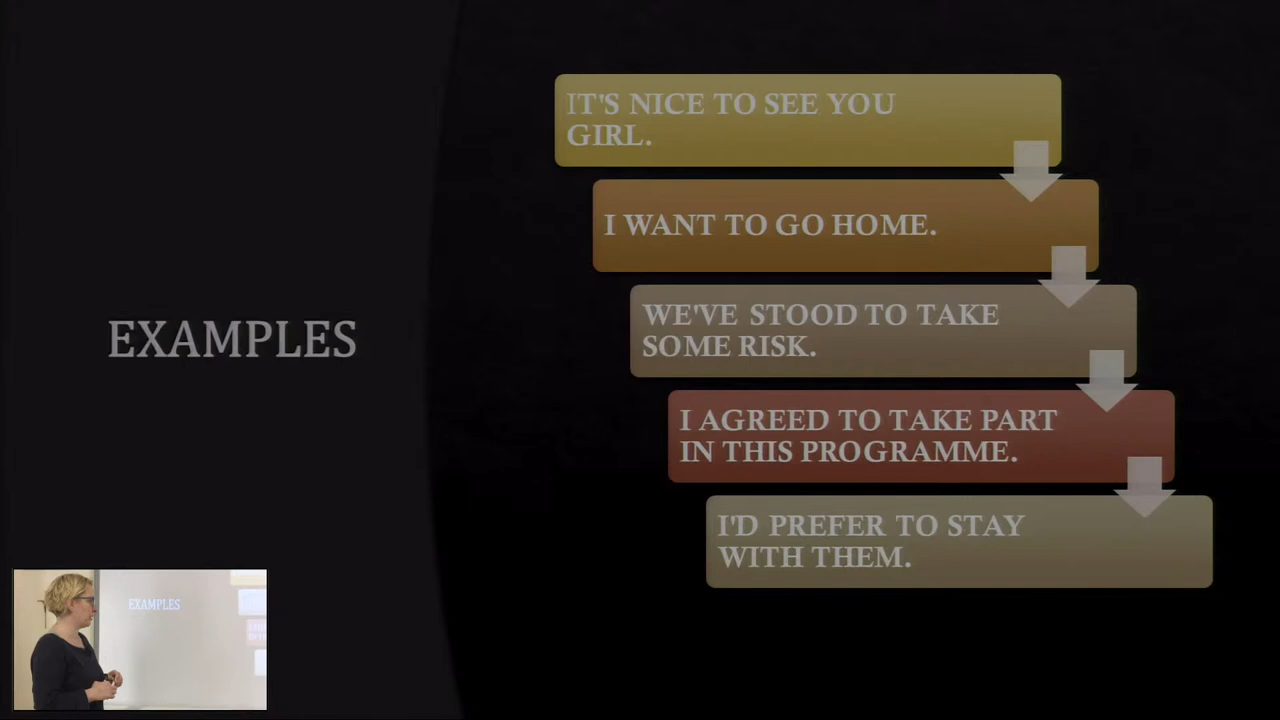 EXAMPLES
IT'S NICE TO SEE YOU
GIRL.
I WANT TO GO HOME.
WE'VE STOOD TO TAKE
SOME RISK.
I AGREED TO TAKE PART
IN THIS PROGRAMME.
I'D PREFER TO STAY
WITH THEM.
EXAMPLES